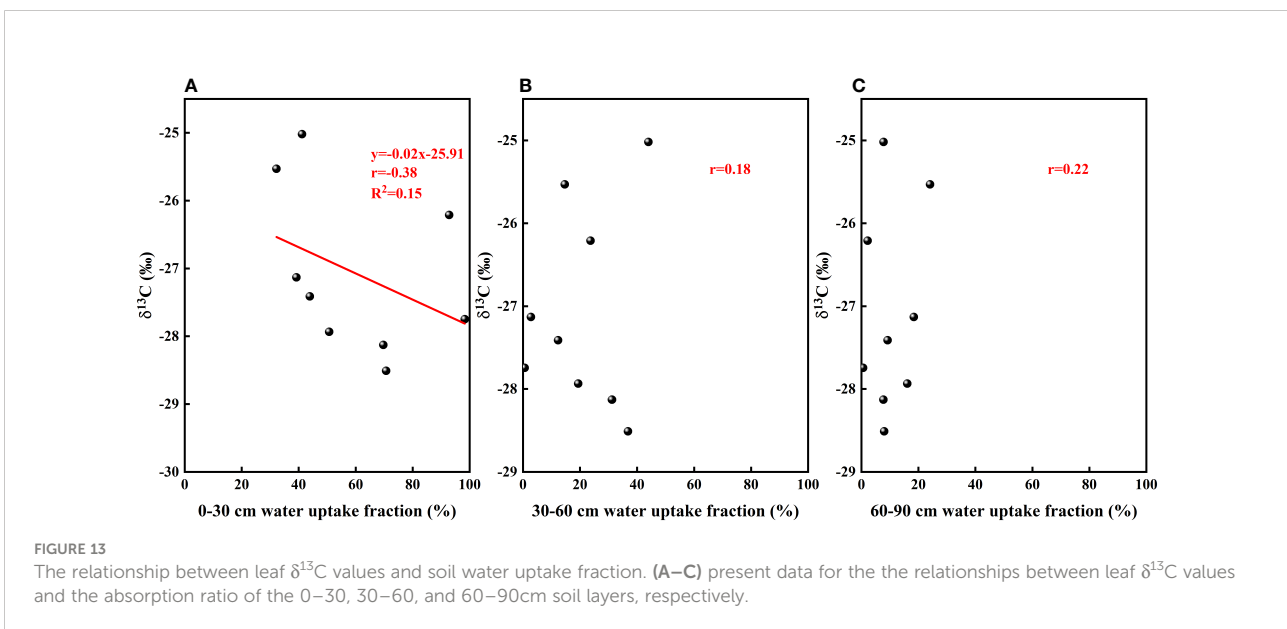 A
B
C
-25
-26
-27
-28
-29
-30
δ¹³C (‰)
y=-0.02x-25.91
r=-0.38
R²=0.15
0 20 40 60 80 100
0-30 cm water uptake fraction (%)
-25
-26
-27
-28
-29
δ¹³C (‰)
r=0.18
0 20 40 60 80 100
30-60 cm water uptake fraction (%)
-25
-26
-27
-28
-29
δ¹³C (‰)
r=0.22
0 20 40 60 80 100
60-90 cm water uptake fraction (%)
FIGURE 13
The relationship between leaf δ¹³C values and soil water uptake fraction. (A–C) present data for the the relationships between leaf δ¹³C values
and the absorption ratio of the 0–30, 30–60, and 60–90cm soil layers, respectively.